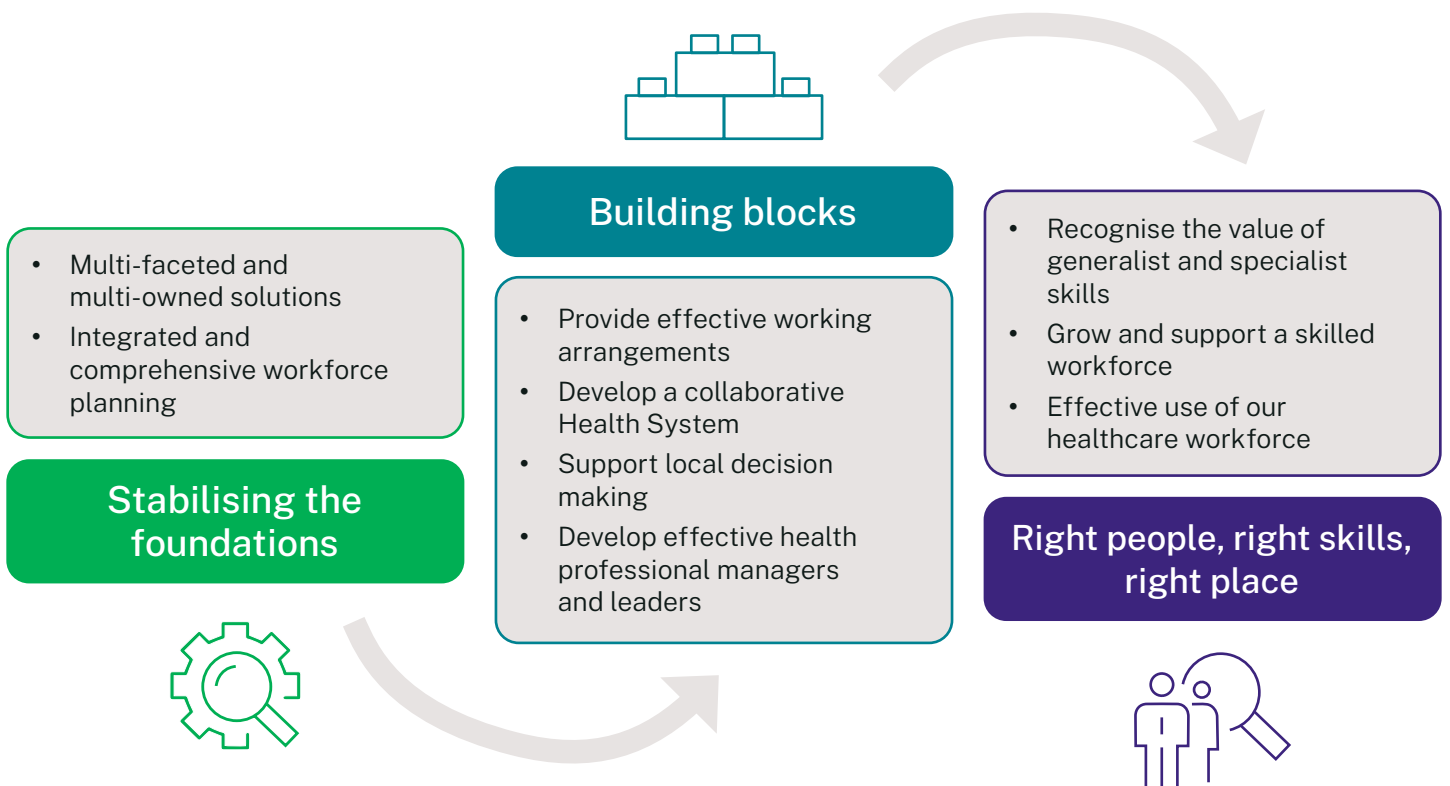 • Multi-faceted and
multi-owned solutions
• Integrated and
comprehensive workforce
planning
Stabilising the
foundations
Building blocks
• Provide effective working
arrangements
• Develop a collaborative
Health System
• Support local decision
making
• Develop effective health
professional managers
and leaders
• Recognise the value of
generalist and specialist
skills
• Grow and support a skilled
workforce
• Effective use of our
healthcare workforce
Right people, right skills,
right place